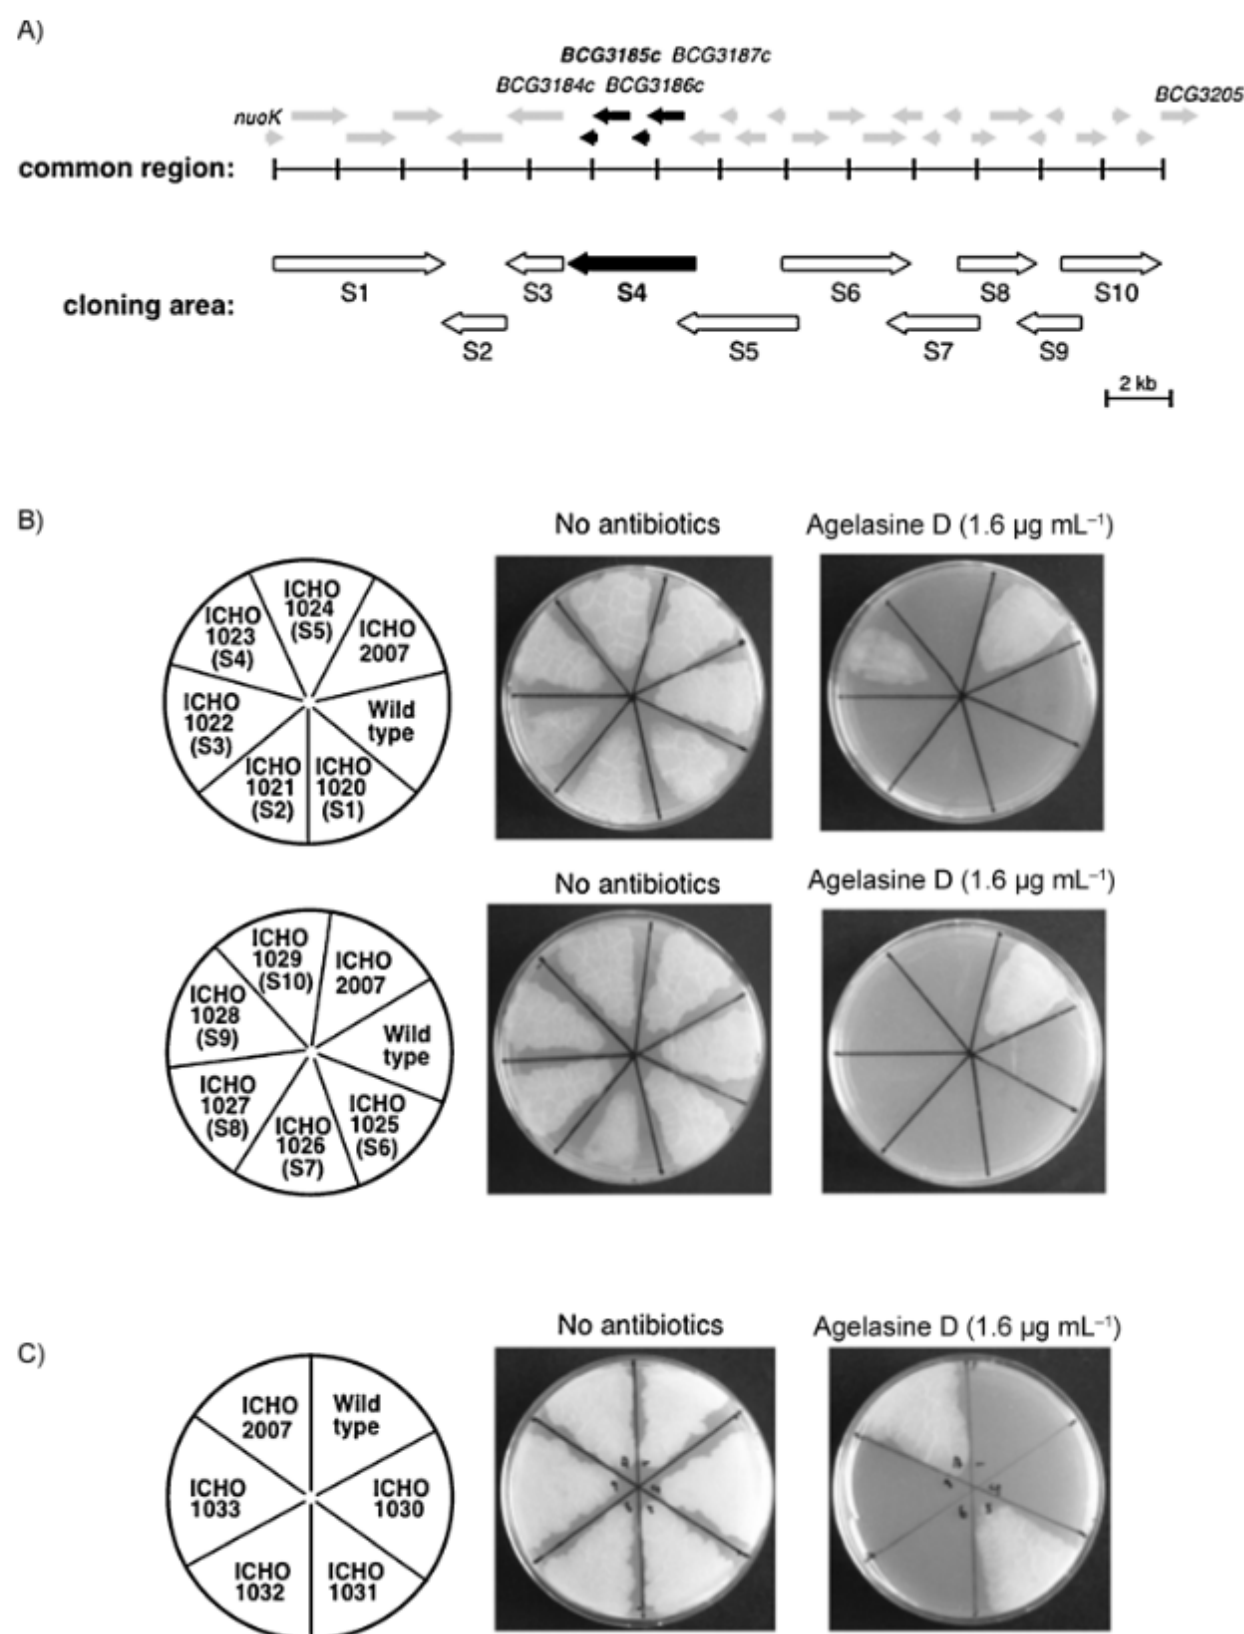 A)
BCG3185c BCG3187c
BCG3184c BCG3186c
BCG3205
nuoK
common region:
S1 S3 S4 S6 S8 S10
cloning area:
S2 S5 S7 S9
2 kb
B)
No antibiotics
Agelasine D (1.6 µg mL⁻¹)
ICHO
1024
(S5)
ICHO
2007
Wild
type
ICHO
1020
(S1)
ICHO
1021
(S2)
ICHO
1022
(S3)
ICHO
1023
(S4)
No antibiotics
Agelasine D (1.6 µg mL⁻¹)
ICHO
1029
(S10)
ICHO
2007
Wild
type
ICHO
1025
(S6)
ICHO
1026
(S7)
ICHO
1027
(S8)
ICHO
1028
(S9)
C)
No antibiotics
Agelasine D (1.6 µg mL⁻¹)
ICHO
2007
Wild
type
ICHO
1030
ICHO
1031
ICHO
1032
ICHO
1033